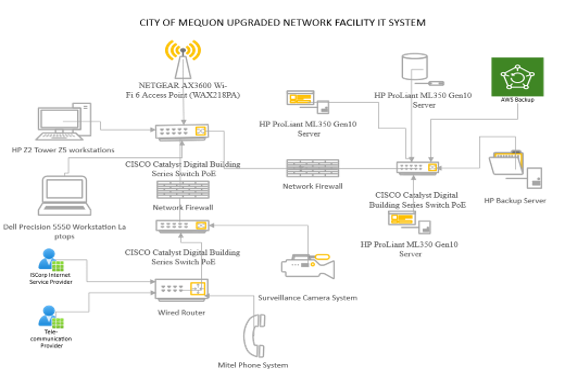 CITY OF MEQUON UPGRADED NETWORK FACILITY IT SYSTEM
NETGEAR AX3600 Wi-
Fi 6 Access Point (WAX218PA)
HP ProLiant ML350 Gen10
Server
AWS Backup
HP ProLiant ML350 Gen10
Server
HP Z2 Tower Z5 workstations
CISCO Catalyst Digital Building
Series Switch PoE
Network Firewall
CISCO Catalyst Digital
Building Series Switch PoE
HP Backup Server
Network Firewall
Dell Precision 5550 Workstation La
ptops
HP ProLiant ML350 Gen10
Server
CISCO Catalyst Digital Building
Series Switch PoE
ISCorp Internet
Service Provider
Surveillance Camera System
Wired Router
Tele-
communication
Provider
Mitel Phone System